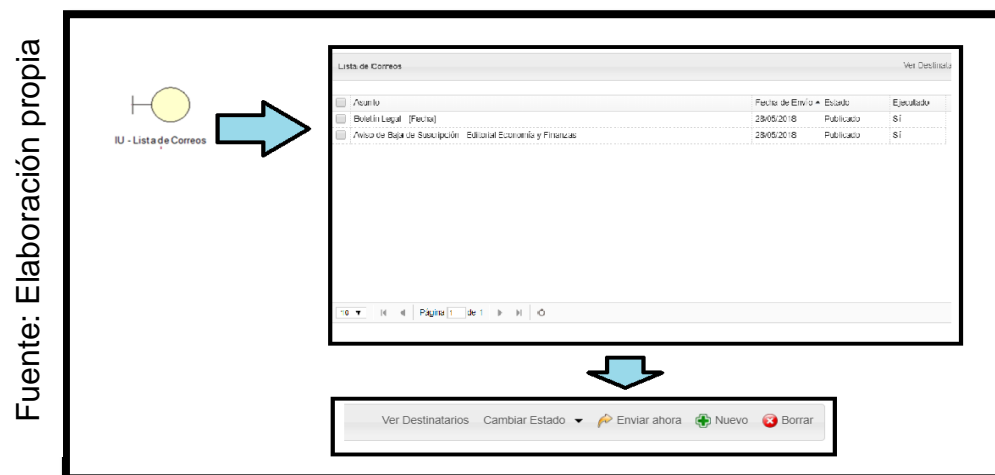 Fuente: Elaboración propia
IU - Lista de Correos
Lista de Correos Ver Destinata
Asunto Fecha de Envío Estado Ejecutado
Boletín Legal [Fecha] 28/05/2018 Publicado Sí
Aviso de Baja de Suscripción Editorial Economía y Finanzas 28/05/2018 Publicado Sí
10 Página 1 de 1
Ver Destinatarios Cambiar Estado Enviar ahora Nuevo Borrar